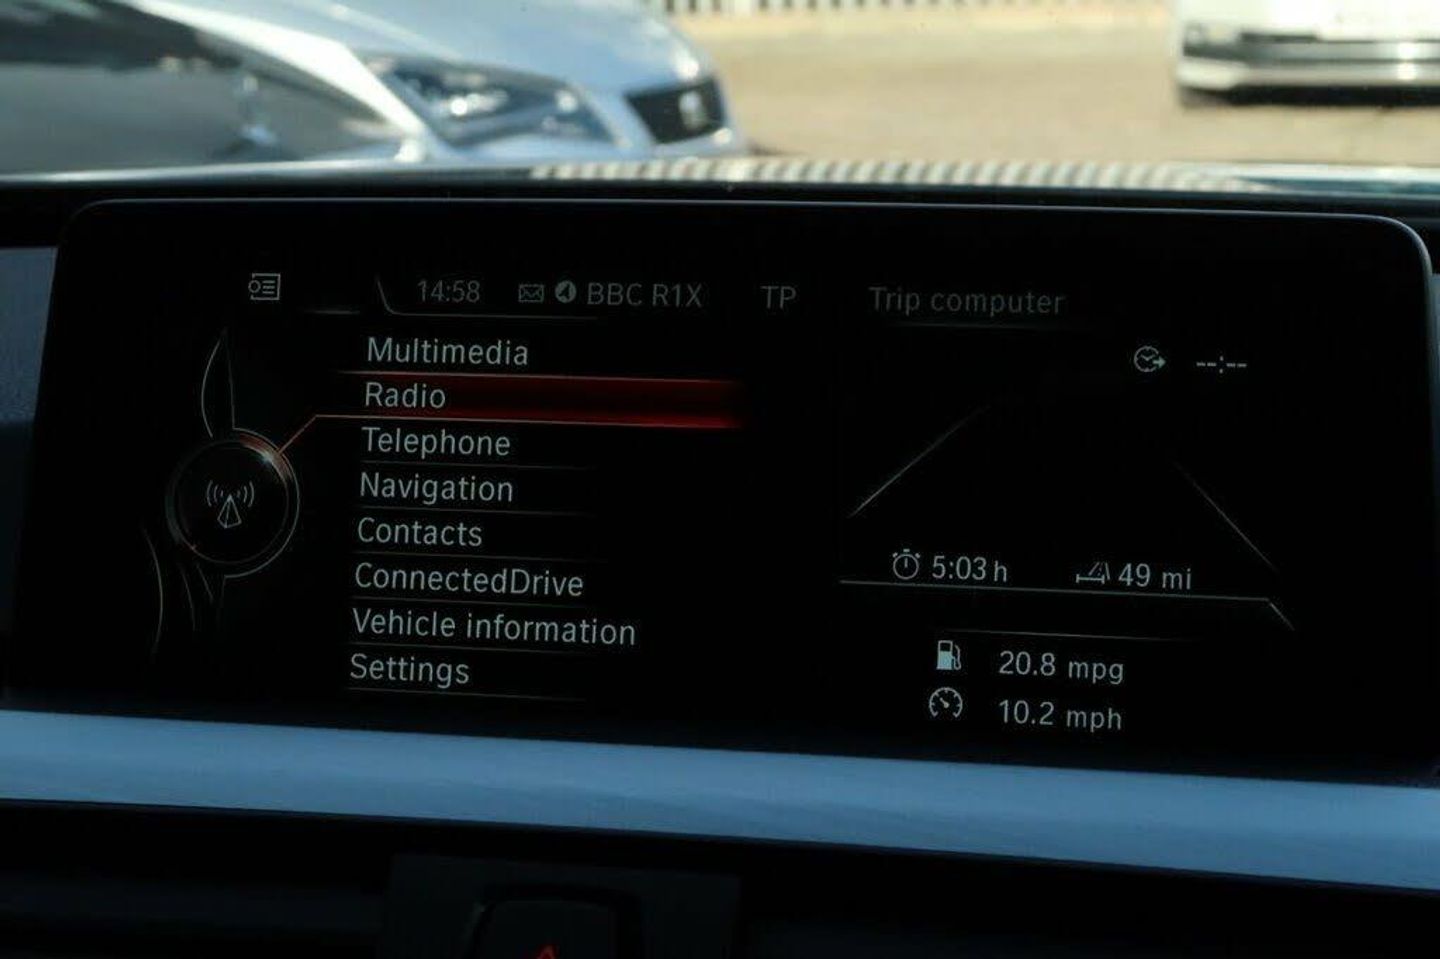 14:58 BBC R1X TP Trip computer
Multimedia
--:--
Radio
Telephone
Navigation
Contacts
ConnectedDrive
5:03 h 49 mi
Vehicle information
Settings
20.8 mpg
10.2 mph